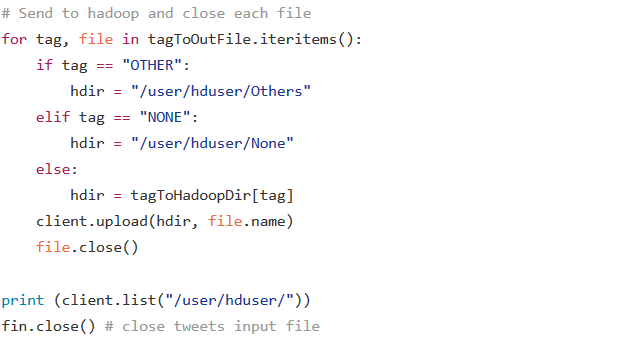 # Send to hadoop and close each file
for tag, file in tagToOutFile.iteritems():
    if tag == "OTHER":
        hdir = "/user/hduser/Others"
    elif tag == "NONE":
        hdir = "/user/hduser/None"
    else:
        hdir = tagToHadoopDir[tag]
    client.upload(hdir, file.name)
    file.close()

print (client.list("/user/hduser/"))
fin.close() # close tweets input file